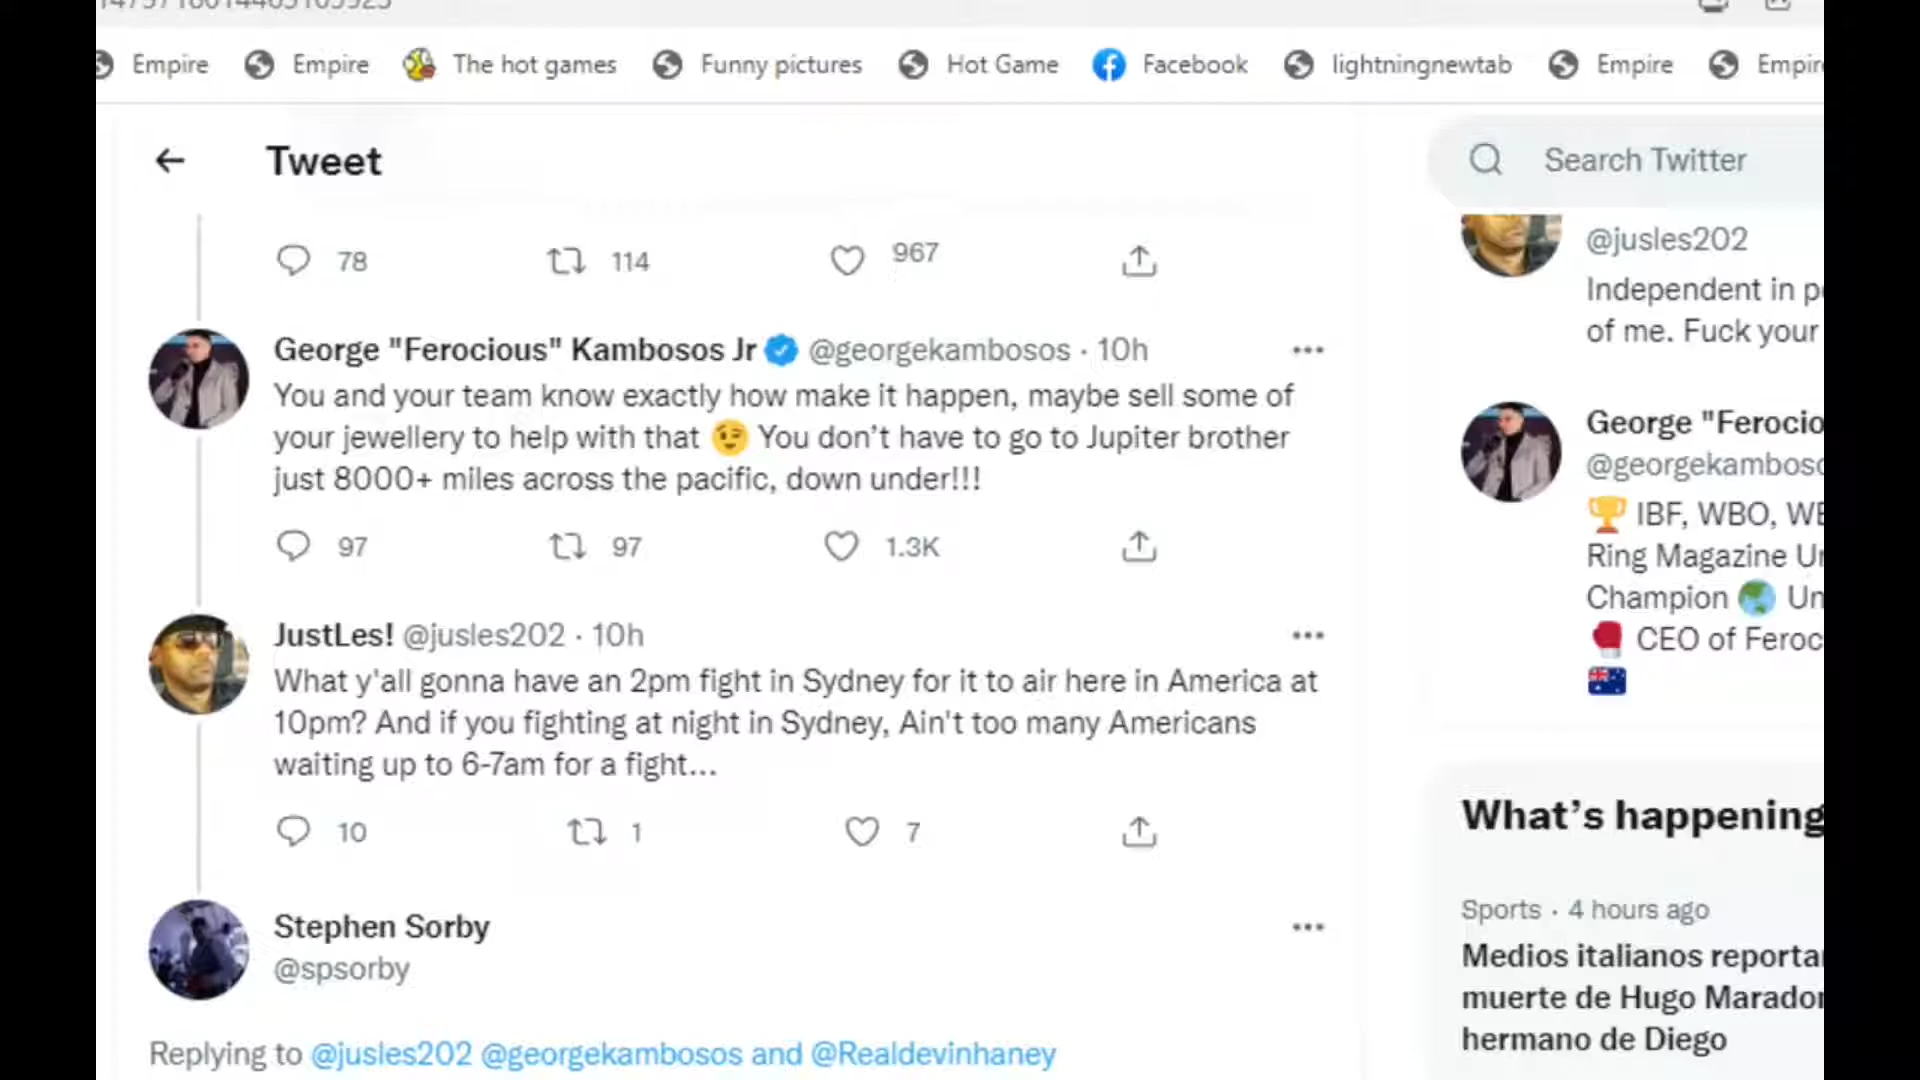 Empire Empire The hot games Funny pictures Hot Game Facebook lightningnewtab Empire Empir
Tweet
Search Twitter
78 114 967
George "Ferocious" Kambosos Jr @georgekambosos · 10h
You and your team know exactly how make it happen, maybe sell some of
your jewellery to help with that 😉 You don't have to go to Jupiter brother
just 8000+ miles across the pacific, down under!!!
97 97 1.3K
JustLes! @jusles202 · 10h
What y'all gonna have an 2pm fight in Sydney for it to air here in America at
10pm? And if you fighting at night in Sydney, Ain't too many Americans
waiting up to 6-7am for a fight...
10 1 7
Stephen Sorby
@spsorby
Replying to @jusles202 @georgekambosos and @Realdevinhaney
@jusles202
Independent in p
of me. Fuck your
George "Ferocio
@georgekambos
🏆 IBF, WBO, W
Ring Magazine U
Champion 🌏 Un
🥊 CEO of Feroc
🇦🇺
What's happening
Sports · 4 hours ago
Medios italianos reporta
muerte de Hugo Marado
hermano de Diego